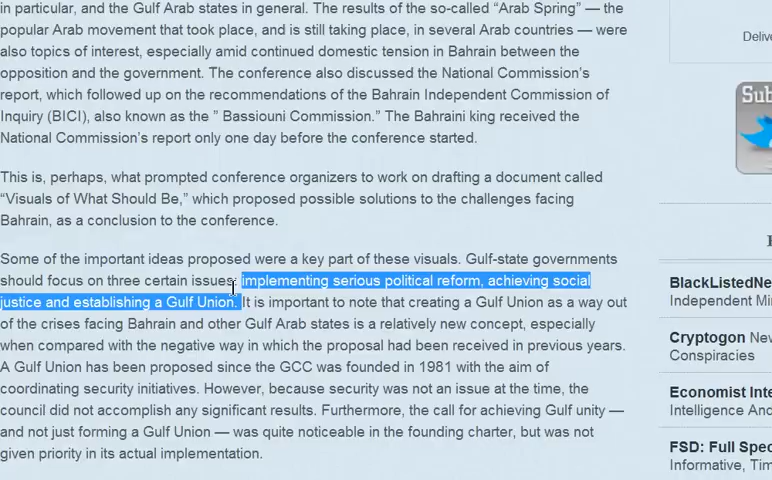 in particular, and the Gulf Arab states in general. The results of the so-called “Arab Spring” — the
popular Arab movement that took place, and is still taking place, in several Arab countries — were
also topics of interest, especially amid continued domestic tension in Bahrain between the
opposition and the government. The conference also discussed the National Commission’s
report, which followed up on the recommendations of the Bahrain Independent Commission of
Inquiry (BICI), also known as the ” Bassiouni Commission.” The Bahraini king received the
National Commission’s report only one day before the conference started.
This is, perhaps, what prompted conference organizers to work on drafting a document called
“Visuals of What Should Be,” which proposed possible solutions to the challenges facing
Bahrain, as a conclusion to the conference.
Some of the important ideas proposed were a key part of these visuals. Gulf-state governments
should focus on three certain issues: implementing serious political reform, achieving social
justice and establishing a Gulf Union. It is important to note that creating a Gulf Union as a way out
of the crises facing Bahrain and other Gulf Arab states is a relatively new concept, especially
when compared with the negative way in which the proposal had been received in previous years.
A Gulf Union has been proposed since the GCC was founded in 1981 with the aim of
coordinating security initiatives. However, because security was not an issue at the time, the
council did not accomplish any significant results. Furthermore, the call for achieving Gulf unity —
and not just forming a Gulf Union — was quite noticeable in the founding charter, but was not
given priority in its actual implementation.
Delive
Sub
BlackListedNe
Independent Mi
Cryptogon New
Conspiracies
Economist Inte
Intelligence And
FSD: Full Spec
Informative, Tim